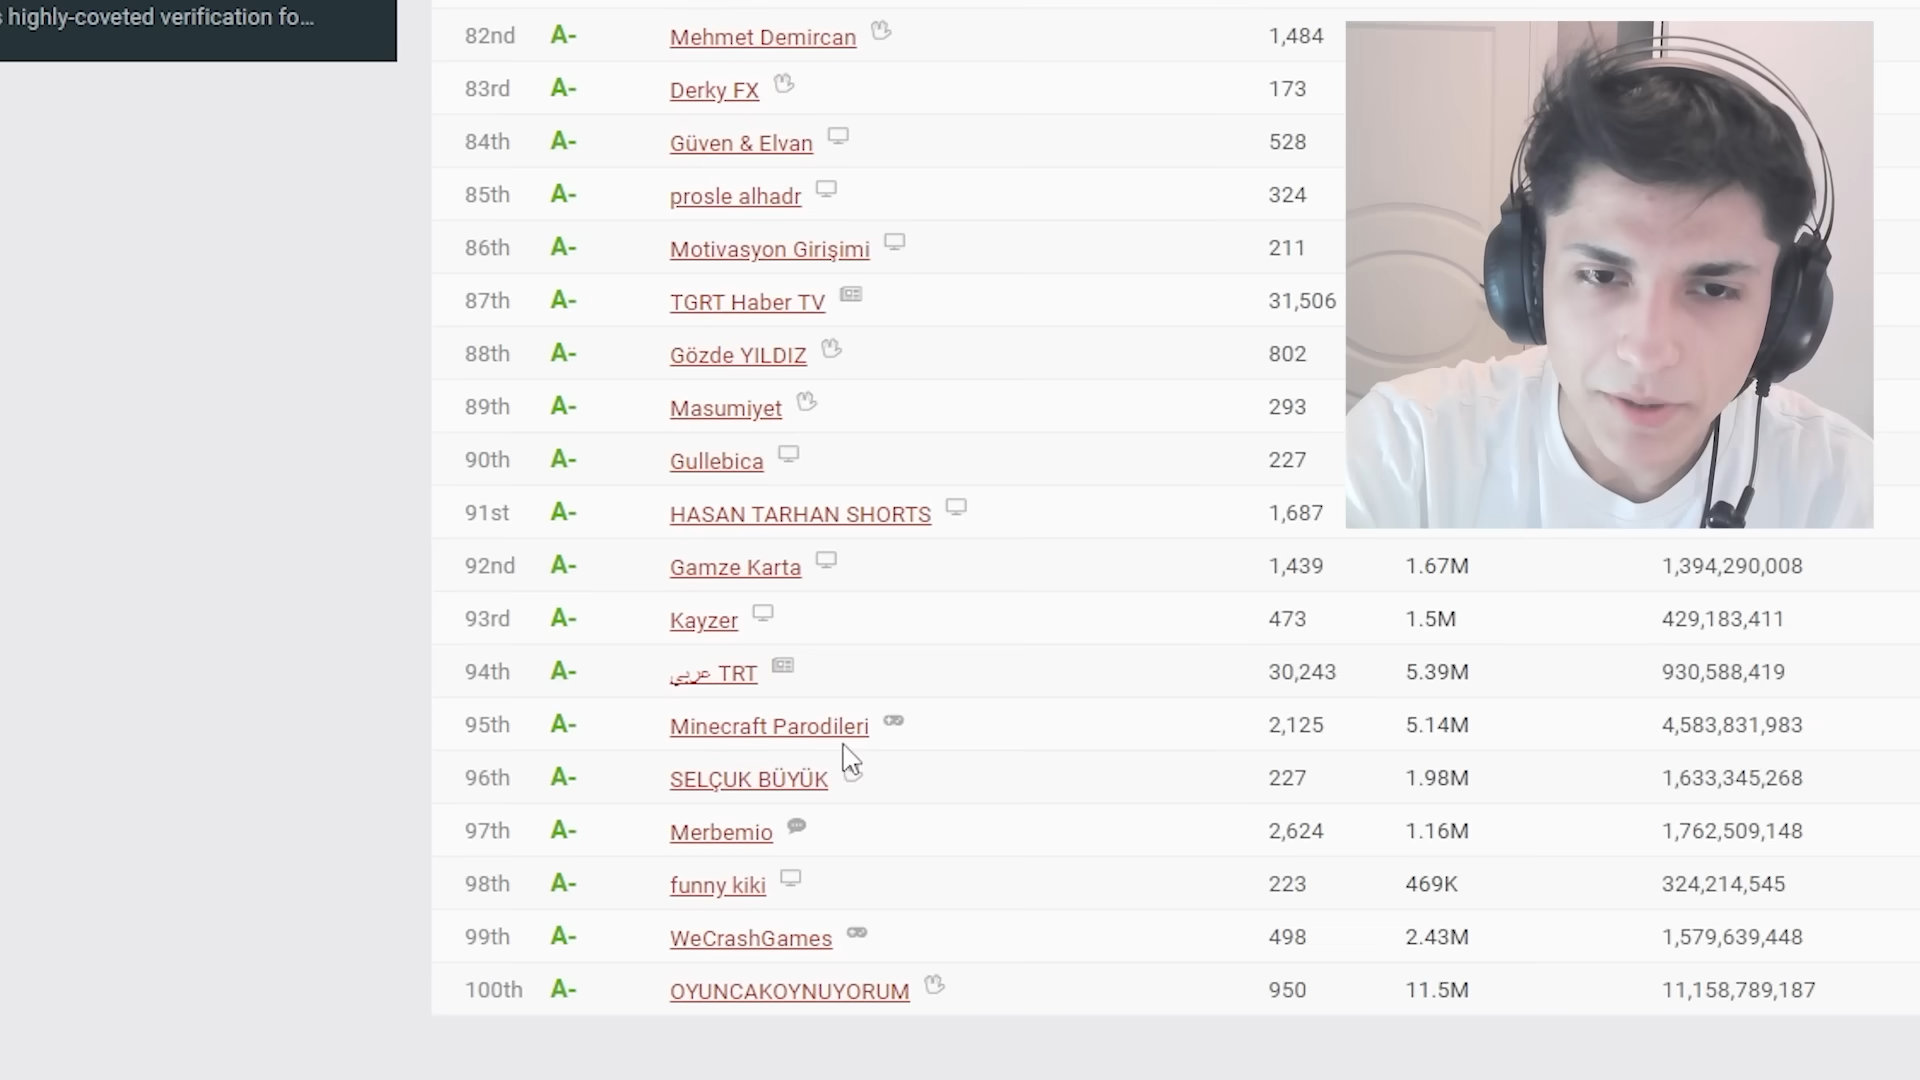 highly-coveted verification fo...
82nd A- Mehmet Demircan 1,484
83rd A- Derky FX 173
84th A- Güven & Elvan 528
85th A- prosle alhadr 324
86th A- Motivasyon Girişimi 211
87th A- TGRT Haber TV 31,506
88th A- Gözde YILDIZ 802
89th A- Masumiyet 293
90th A- Gullebica 227
91st A- HASAN TARHAN SHORTS 1,687
92nd A- Gamze Karta 1,439 1.67M 1,394,290,008
93rd A- Kayzer 473 1.5M 429,183,411
94th A- TRT عربي 30,243 5.39M 930,588,419
95th A- Minecraft Parodileri 2,125 5.14M 4,583,831,983
96th A- SELÇUK BÜYÜK 227 1.98M 1,633,345,268
97th A- Merbemio 2,624 1.16M 1,762,509,148
98th A- funny kiki 223 469K 324,214,545
99th A- WeCrashGames 498 2.43M 1,579,639,448
100th A- OYUNCAKOYNUYORUM 950 11.5M 11,158,789,187